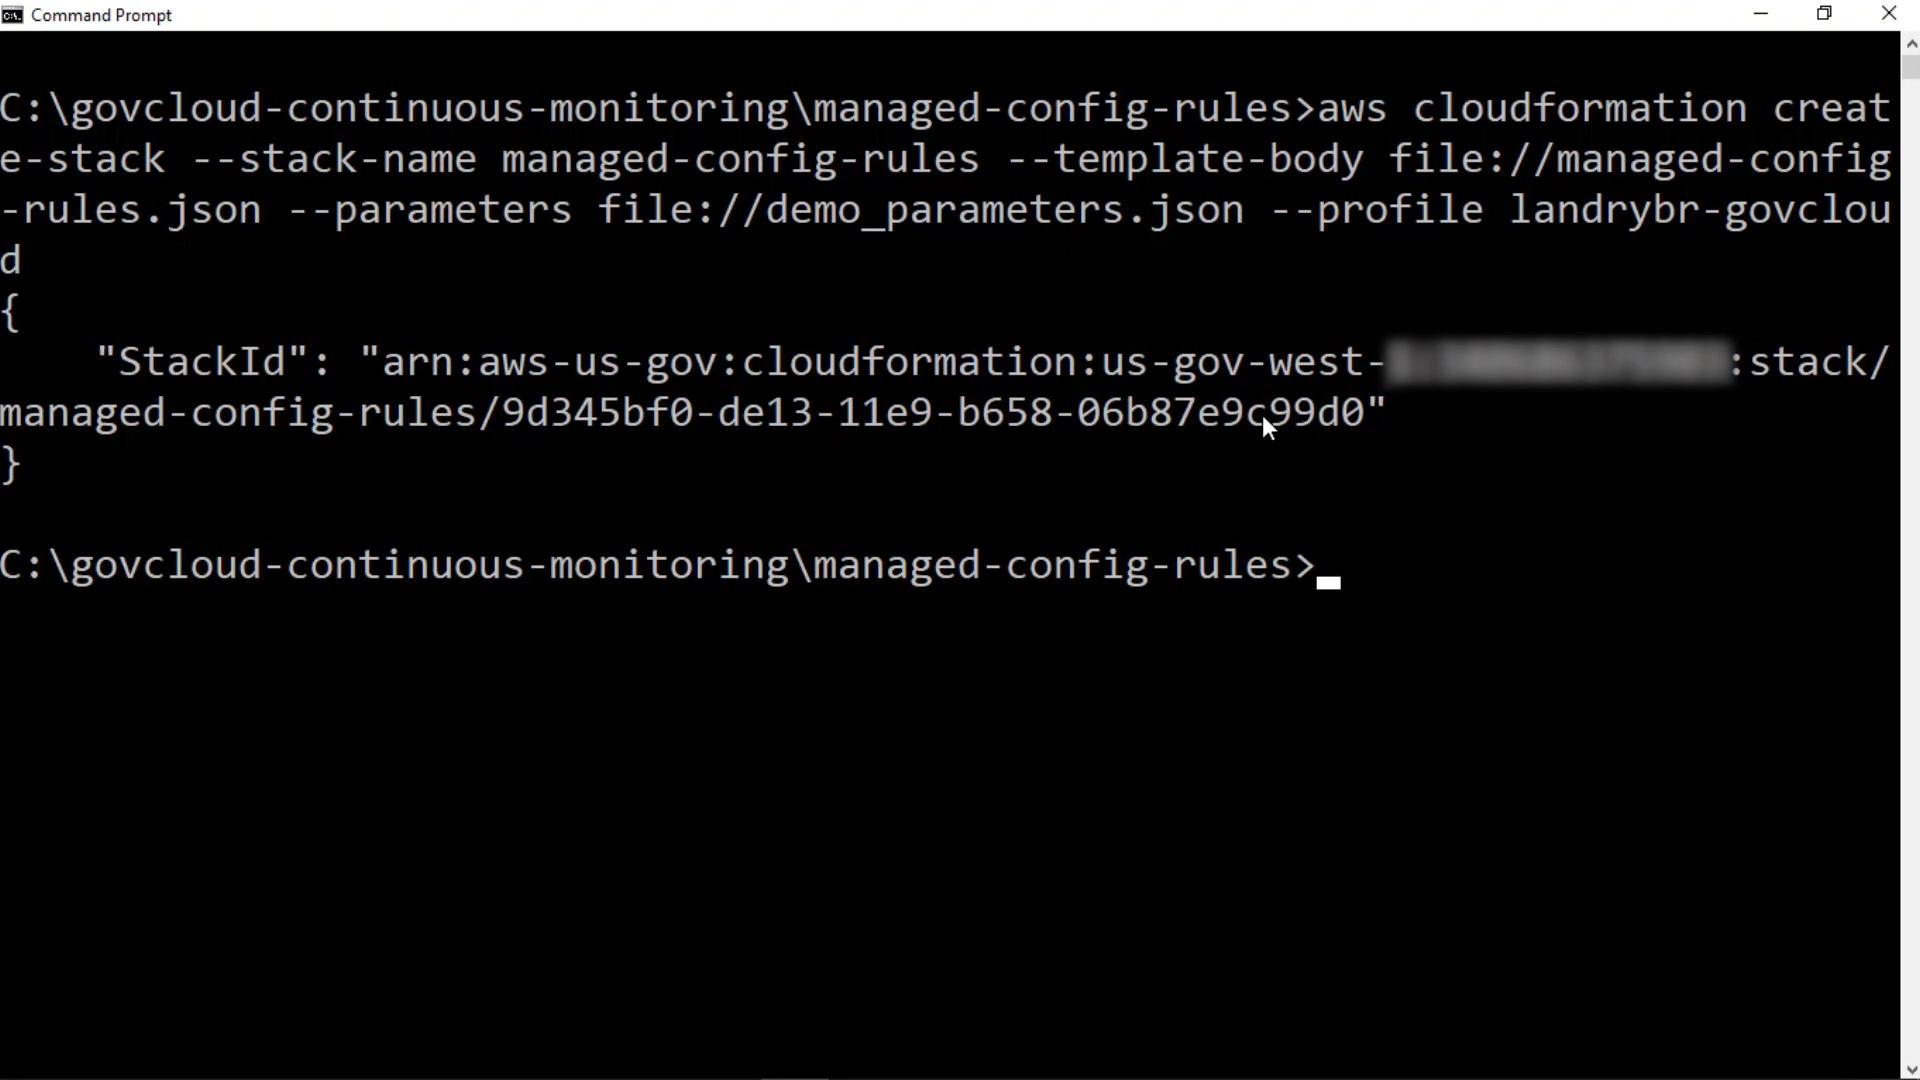 Command Prompt
C:\govcloud-continuous-monitoring\managed-config-rules>aws cloudformation creat
e-stack --stack-name managed-config-rules --template-body file://managed-config
-rules.json --parameters file://demo_parameters.json --profile landrybr-govclou
d
{
    "StackId": "arn:aws-us-gov:cloudformation:us-gov-west- :stack/
managed-config-rules/9d345bf0-de13-11e9-b658-06b87e9c99d0"
}
C:\govcloud-continuous-monitoring\managed-config-rules>